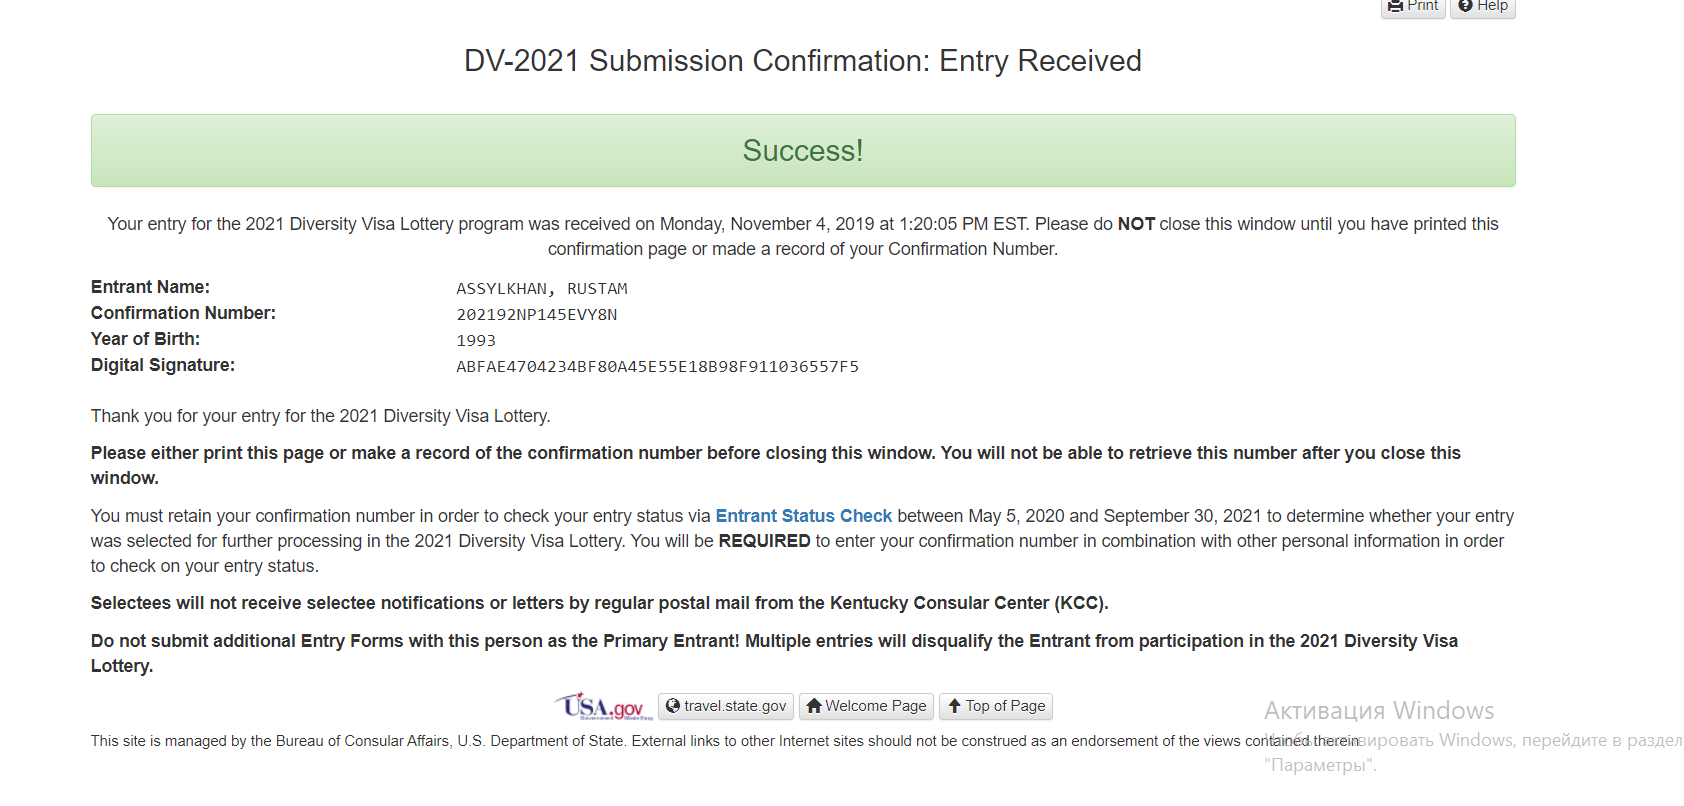 Print Help
DV-2021 Submission Confirmation: Entry Received
Success!
Your entry for the 2021 Diversity Visa Lottery program was received on Monday, November 4, 2019 at 1:20:05 PM EST. Please do NOT close this window until you have printed this
confirmation page or made a record of your Confirmation Number.
Entrant Name: ASSYLKHAN, RUSTAM
Confirmation Number: 202192NP145EVY8N
Year of Birth: 1993
Digital Signature: ABFAE4704234BF80A45E55E18B98F911036557F5
Thank you for your entry for the 2021 Diversity Visa Lottery.
Please either print this page or make a record of the confirmation number before closing this window. You will not be able to retrieve this number after you close this
window.
You must retain your confirmation number in order to check your entry status via Entrant Status Check between May 5, 2020 and September 30, 2021 to determine whether your entry
was selected for further processing in the 2021 Diversity Visa Lottery. You will be REQUIRED to enter your confirmation number in combination with other personal information in order
to check on your entry status.
Selectees will not receive selectee notifications or letters by regular postal mail from the Kentucky Consular Center (KCC).
Do not submit additional Entry Forms with this person as the Primary Entrant! Multiple entries will disqualify the Entrant from participation in the 2021 Diversity Visa
Lottery.
USA.gov travel.state.gov Welcome Page Top of Page
Government Made Easy
Активация Windows
This site is managed by the Bureau of Consular Affairs, U.S. Department of State. External links to other Internet sites should not be construed as an endorsement of the views contained therein.
Windows, перейдите в раздел
"Параметры".